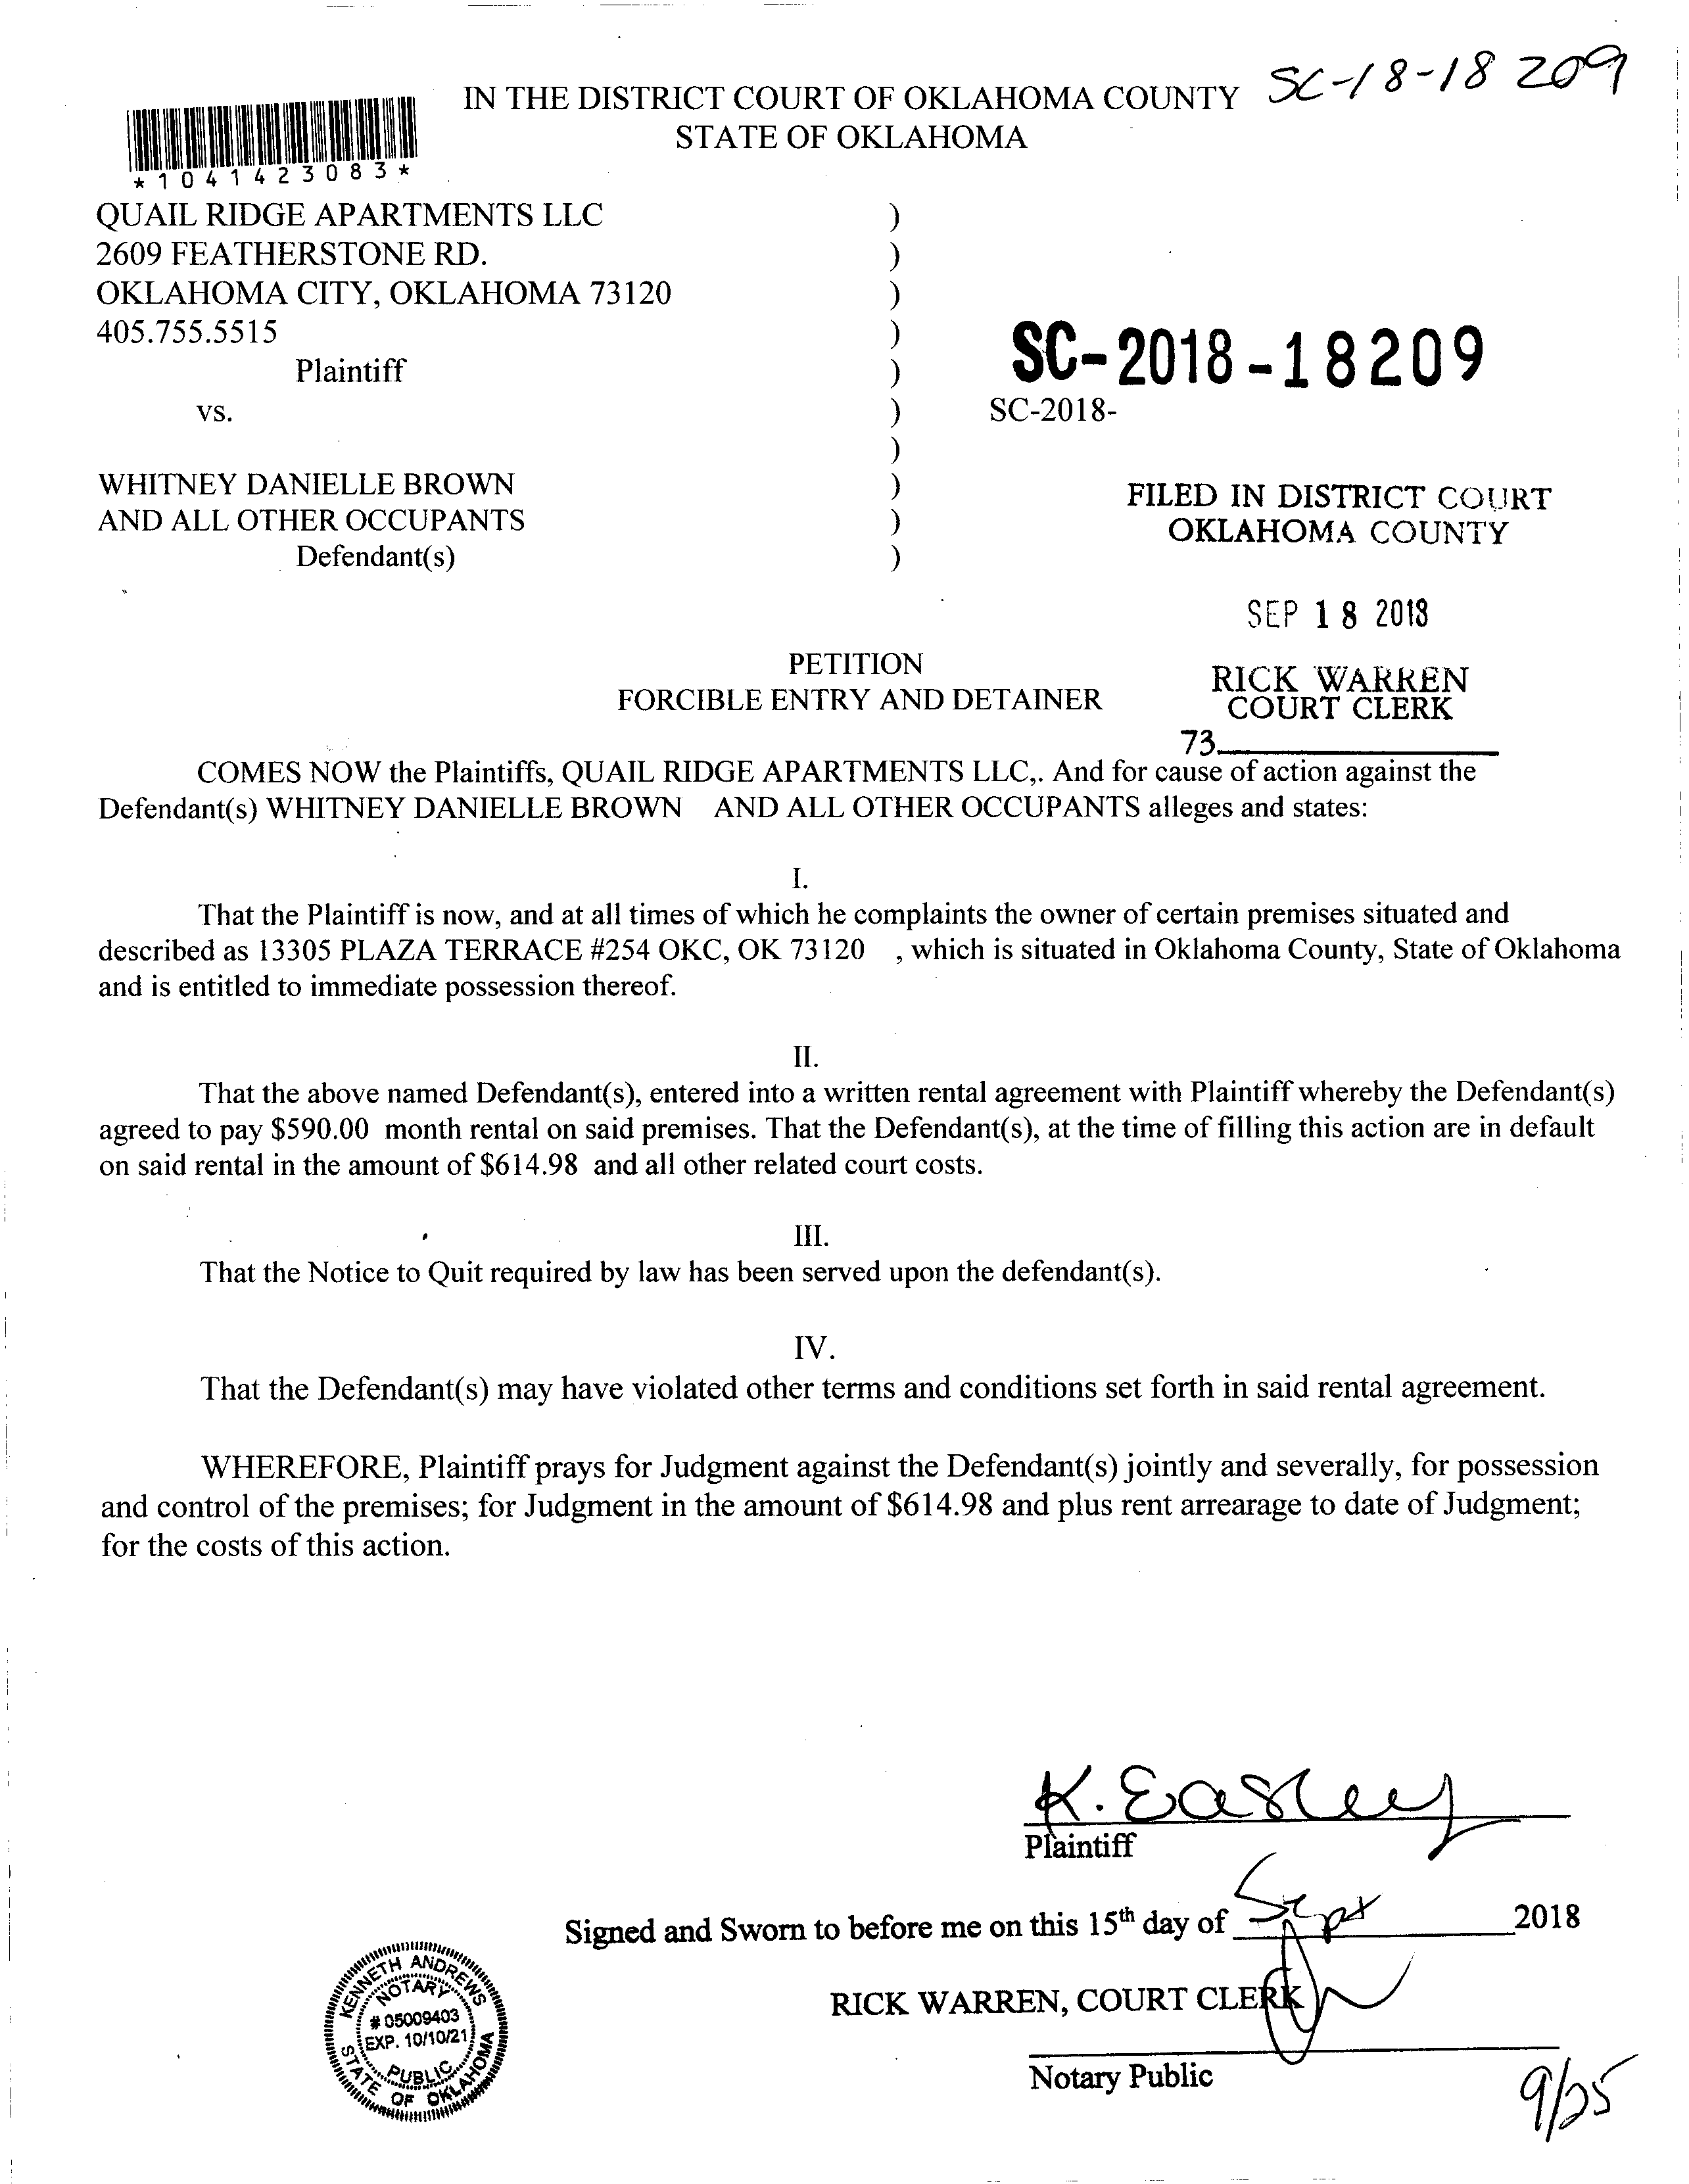 SC-18-18209
IN THE DISTRICT COURT OF OKLAHOMA COUNTY
STATE OF OKLAHOMA
*1041423083*
QUAIL RIDGE APARTMENTS LLC )
2609 FEATHERSTONE RD. )
OKLAHOMA CITY, OKLAHOMA 73120 )
405.755.5515 )
Plaintiff )
SC-2018-18209
vs. ) SC-2018-
)
WHITNEY DANIELLE BROWN )
AND ALL OTHER OCCUPANTS )
Defendant(s) )
FILED IN DISTRICT COURT
OKLAHOMA COUNTY
SEP 18 2018
RICK WARREN
COURT CLERK
73
PETITION
FORCIBLE ENTRY AND DETAINER
COMES NOW the Plaintiffs, QUAIL RIDGE APARTMENTS LLC,. And for cause of action against the
Defendant(s) WHITNEY DANIELLE BROWN AND ALL OTHER OCCUPANTS alleges and states:
I.
That the Plaintiff is now, and at all times of which he complaints the owner of certain premises situated and
described as 13305 PLAZA TERRACE #254 OKC, OK 73120 , which is situated in Oklahoma County, State of Oklahoma
and is entitled to immediate possession thereof.
II.
That the above named Defendant(s), entered into a written rental agreement with Plaintiff whereby the Defendant(s)
agreed to pay $590.00 month rental on said premises. That the Defendant(s), at the time of filling this action are in default
on said rental in the amount of $614.98 and all other related court costs.
III.
That the Notice to Quit required by law has been served upon the defendant(s).
IV.
That the Defendant(s) may have violated other terms and conditions set forth in said rental agreement.
WHEREFORE, Plaintiff prays for Judgment against the Defendant(s) jointly and severally, for possession
and control of the premises; for Judgment in the amount of $614.98 and plus rent arrearage to date of Judgment;
for the costs of this action.
K. Easley
Plaintiff
Signed and Sworn to before me on this 15th day of Sept 2018
RICK WARREN, COURT CLERK
Notary Public
KENNETH ANDREWS
NOTARY
# 05009403
EXP. 10/10/21
PUBLIC
STATE OF OKLAHOMA
9/25